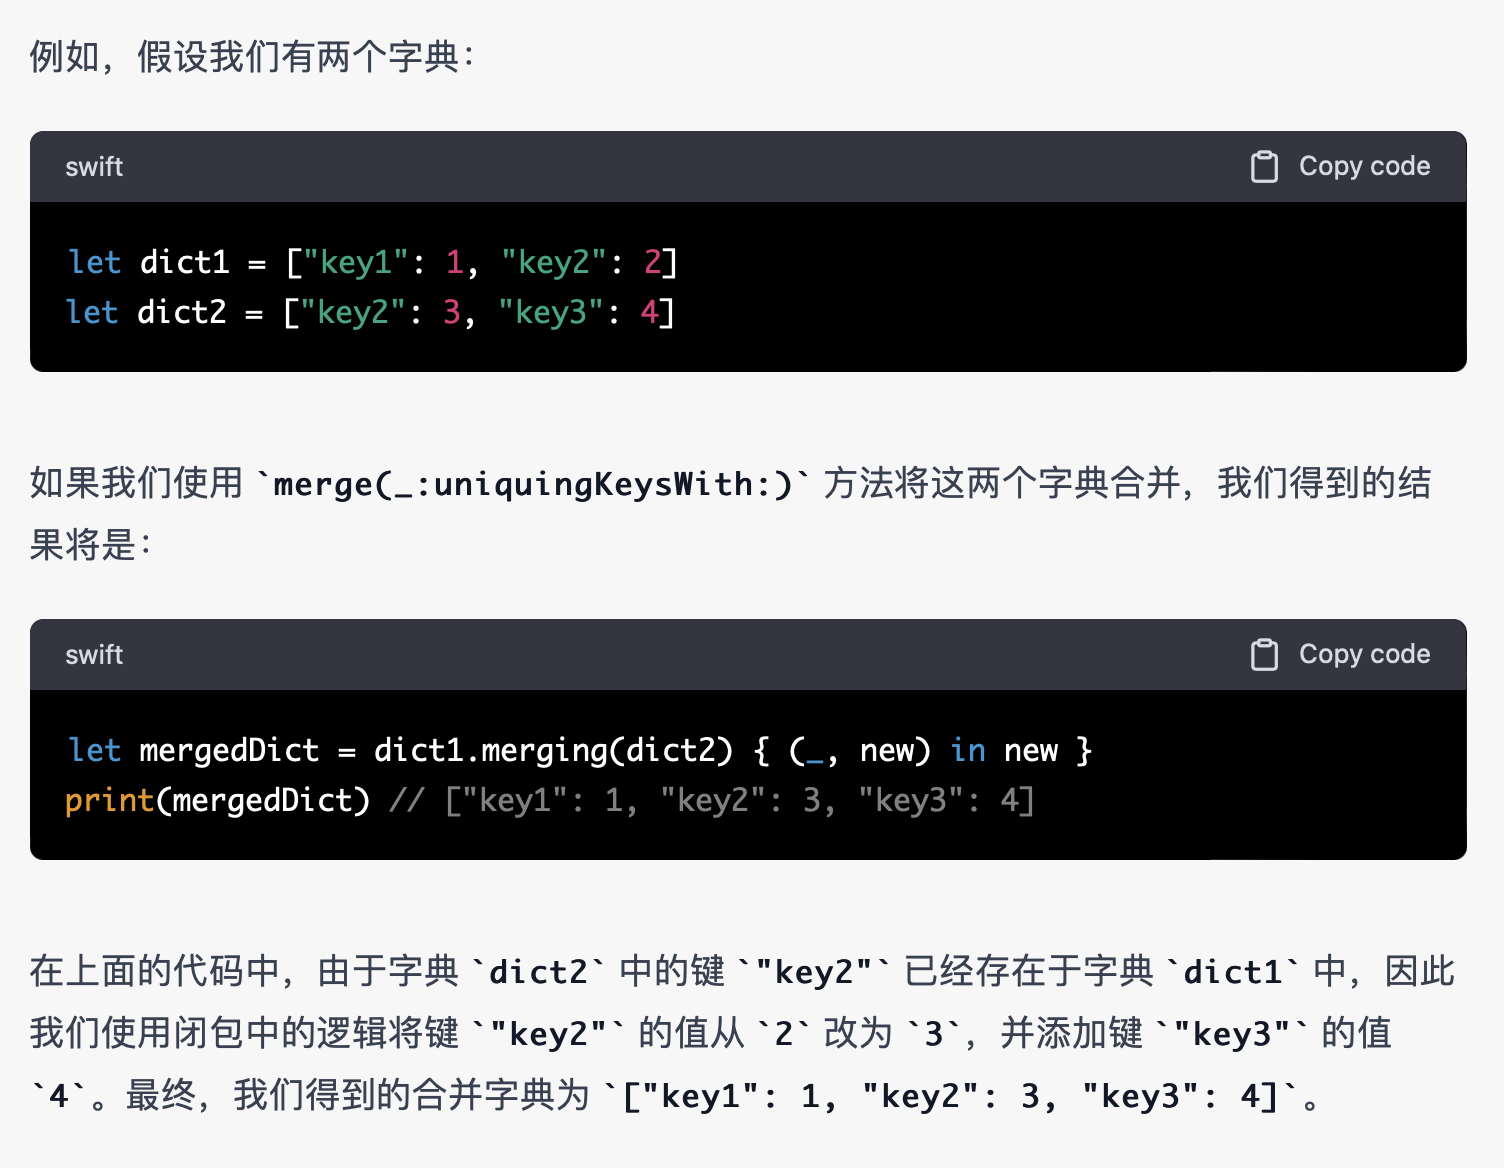 例如，假设我们有两个字典：
swift
Copy code
let dict1 = ["key1": 1, "key2": 2]
let dict2 = ["key2": 3, "key3": 4]
如果我们使用 `merge(_:uniquingKeysWith:)` 方法将这两个字典合并，我们得到的结
果将是：
swift
Copy code
let mergedDict = dict1.merging(dict2) { (_, new) in new }
print(mergedDict) // ["key1": 1, "key2": 3, "key3": 4]
在上面的代码中，由于字典 `dict2` 中的键 `"key2"` 已经存在于字典 `dict1` 中，因此
我们使用闭包中的逻辑将键 `"key2"` 的值从 `2` 改为 `3`，并添加键 `"key3"` 的值
`4`。最终，我们得到的合并字典为 `["key1": 1, "key2": 3, "key3": 4]`。